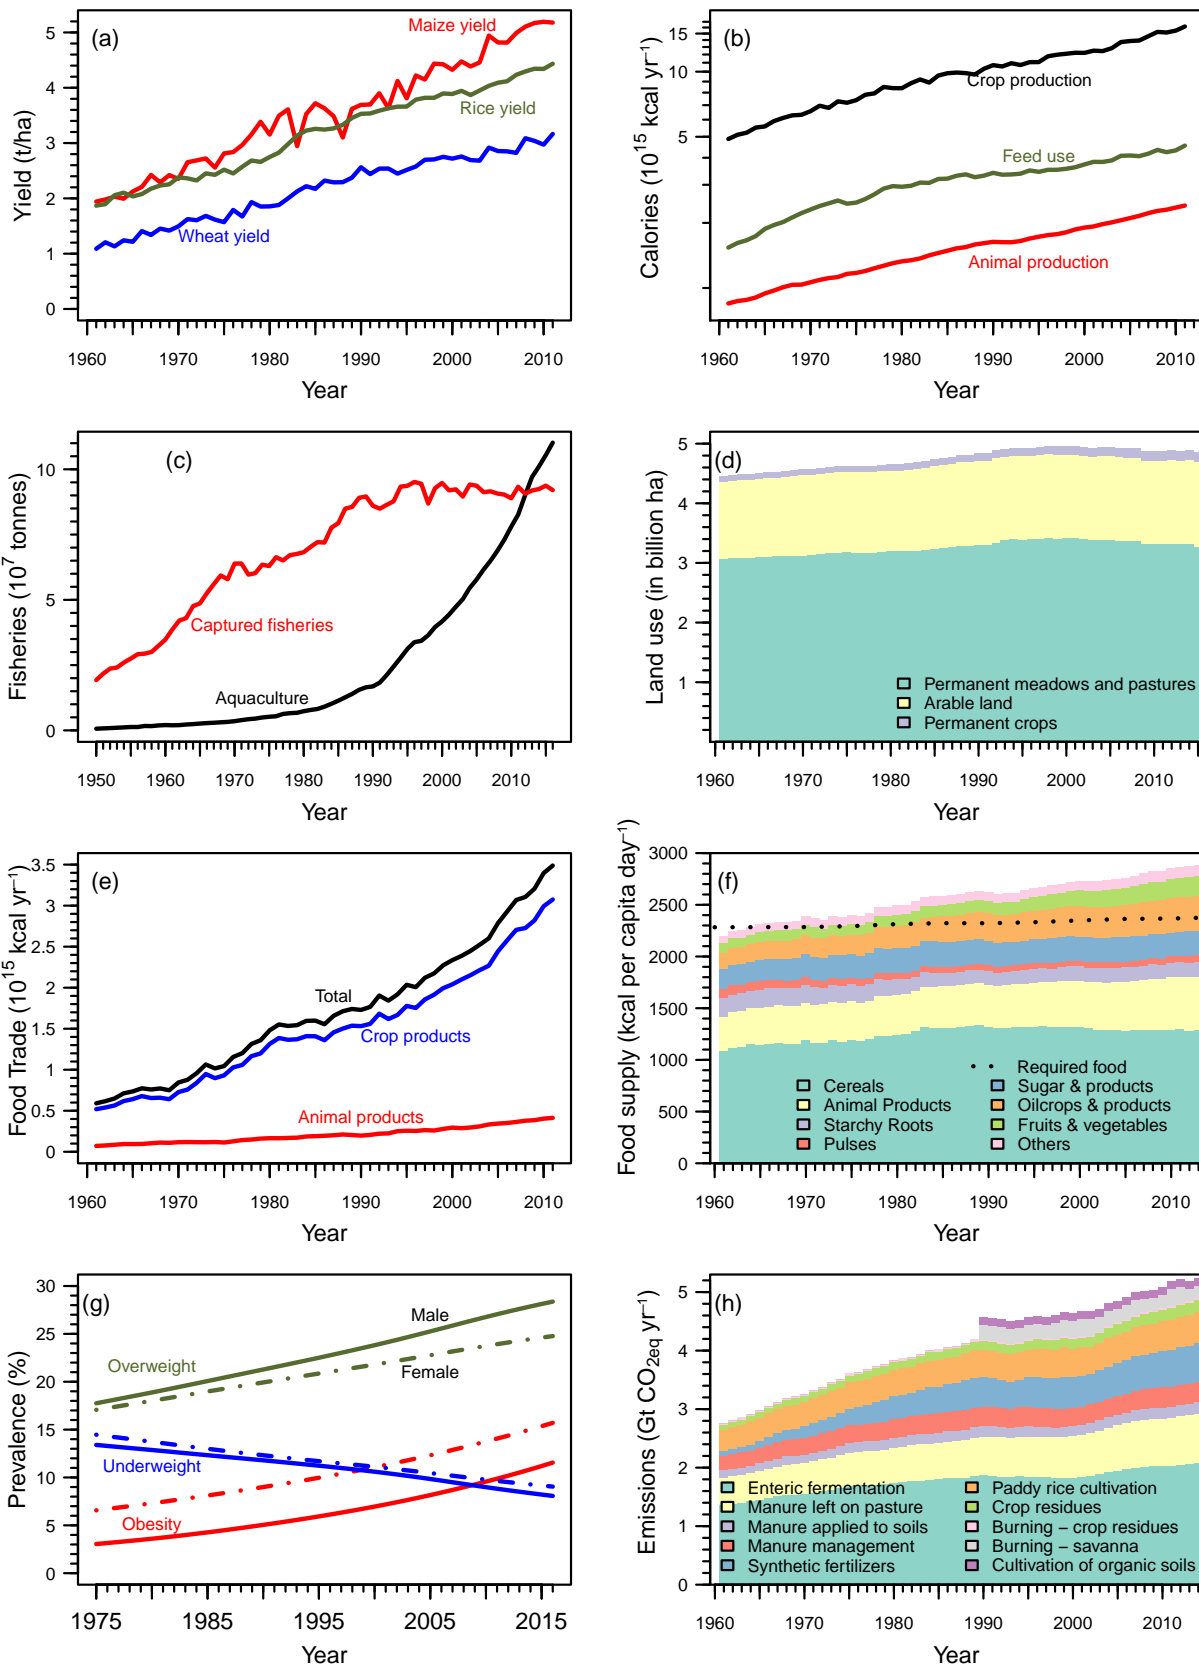 (a)
Maize yield
Rice yield
Wheat yield
Yield (t/ha)
0
1
2
3
4
5
1960 1970 1980 1990 2000 2010
Year
(b)
Crop production
Feed use
Animal production
Calories (10^15 kcal yr−1)
5
10
15
1960 1970 1980 1990 2000 2010
Year
(c)
Captured fisheries
Aquaculture
Fisheries (10^7 tonnes)
0
5
10
1950 1960 1970 1980 1990 2000 2010
Year
(d)
Land use (in billion ha)
1
2
3
4
5
Permanent meadows and pastures
Arable land
Permanent crops
1960 1970 1980 1990 2000 2010
Year
(e)
Total
Crop products
Animal products
Food Trade (10^15 kcal yr−1)
0
0.5
1
1.5
2
2.5
3
3.5
1960 1970 1980 1990 2000 2010
Year
(f)
Food supply (kcal per capita day−1)
0
500
1000
1500
2000
2500
3000
Required food
Cereals
Animal Products
Starchy Roots
Pulses
Sugar & products
Oilcrops & products
Fruits & vegetables
Others
1960 1970 1980 1990 2000 2010
Year
(g)
Male
Overweight
Female
Underweight
Obesity
Prevalence (%)
0
5
10
15
20
25
30
1975 1985 1995 2005 2015
Year
(h)
Emissions (Gt CO2eq yr−1)
0
1
2
3
4
5
Enteric fermentation
Manure left on pasture
Manure applied to soils
Manure management
Synthetic fertilizers
Paddy rice cultivation
Crop residues
Burning − crop residues
Burning − savanna
Cultivation of organic soils
1960 1970 1980 1990 2000 2010
Year